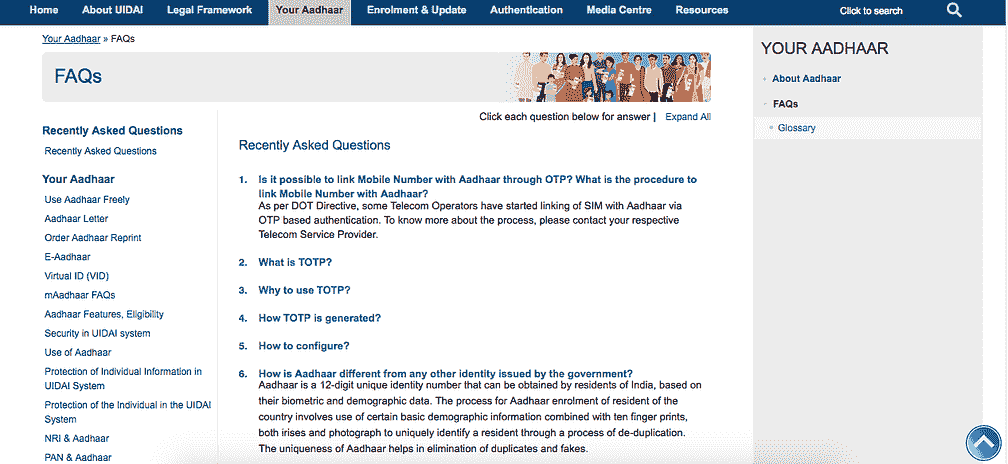 Home About UIDAI Legal Framework Your Aadhaar Enrolment & Update Authentication Media Centre Resources Click to search
Your Aadhaar » FAQs
FAQs
Click each question below for answer | Expand All
Recently Asked Questions
Recently Asked Questions
Your Aadhaar
Use Aadhaar Freely
Aadhaar Letter
Order Aadhaar Reprint
E-Aadhaar
Virtual ID (VID)
mAadhaar FAQs
Aadhaar Features, Eligibility
Security in UIDAI system
Use of Aadhaar
Protection of Individual Information in
UIDAI System
Protection of the Individual in the UIDAI
System
NRI & Aadhaar
PAN & Aadhaar
Recently Asked Questions
1. Is it possible to link Mobile Number with Aadhaar through OTP? What is the procedure to
link Mobile Number with Aadhaar?
As per DOT Directive, some Telecom Operators have started linking of SIM with Aadhaar via
OTP based authentication. To know more about the process, please contact your respective
Telecom Service Provider.
2. What is TOTP?
3. Why to use TOTP?
4. How TOTP is generated?
5. How to configure?
6. How is Aadhaar different from any other identity issued by the government?
Aadhaar is a 12-digit unique identity number that can be obtained by residents of India, based on
their biometric and demographic data. The process for Aadhaar enrolment of resident of the
country involves use of certain basic demographic information combined with ten finger prints,
both irises and photograph to uniquely identify a resident through a process of de-duplication.
The uniqueness of Aadhaar helps in elimination of duplicates and fakes.
YOUR AADHAAR
About Aadhaar
FAQs
Glossary